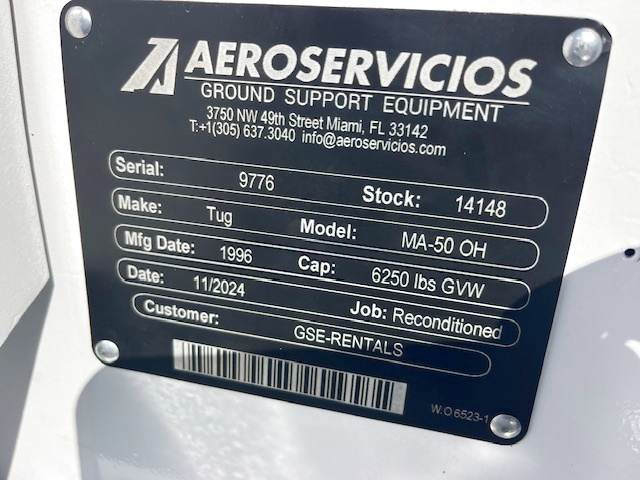 AEROSERVICIOS
GROUND SUPPORT EQUIPMENT
3750 NW 49th Street Miami, FL 33142
T:+1(305) 637.3040 info@aeroservicios.com
Serial: 9776 Stock: 14148
Make: Tug Model: MA-50 OH
Mfg Date: 1996 Cap: 6250 lbs GVW
Date: 11/2024 Job: Reconditioned
Customer: GSE-RENTALS
W.O 6523-1